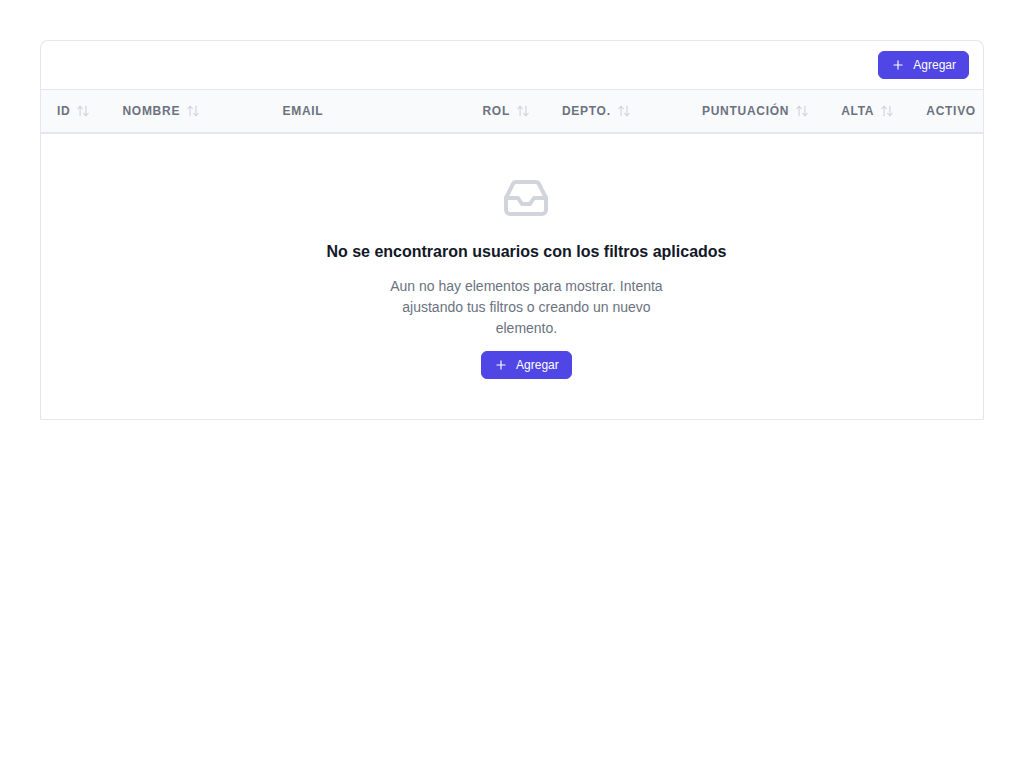 Agregar
ID NOMBRE EMAIL ROL DEPTO. PUNTUACIÓN ALTA ACTIVO
No se encontraron usuarios con los filtros aplicados
Aun no hay elementos para mostrar. Intenta
ajustando tus filtros o creando un nuevo
elemento.
Agregar